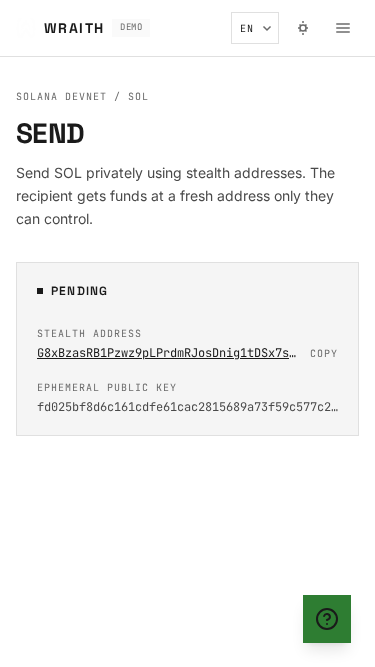 WRAITH DEMO EN
SOLANA DEVNET / SOL
SEND
Send SOL privately using stealth addresses. The
recipient gets funds at a fresh address only they
can control.
PENDING
STEALTH ADDRESS
G8xBzasRB1Pzwz9pLPrdmRJosDnig1tDSx7s… COPY
EPHEMERAL PUBLIC KEY
fd025bf8d6c161cdfe61cac2815689a73f59c577c2…